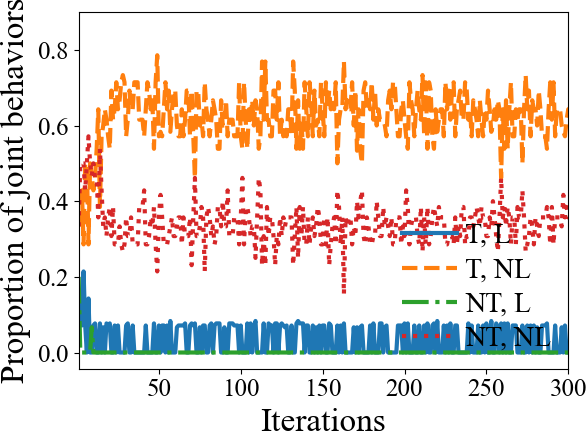 Proportion of joint behaviors
0.8
0.6
0.4
0.2
0.0
T, L
T, NL
NT, L
NT, NL
50
100
150
200
250
300
Iterations